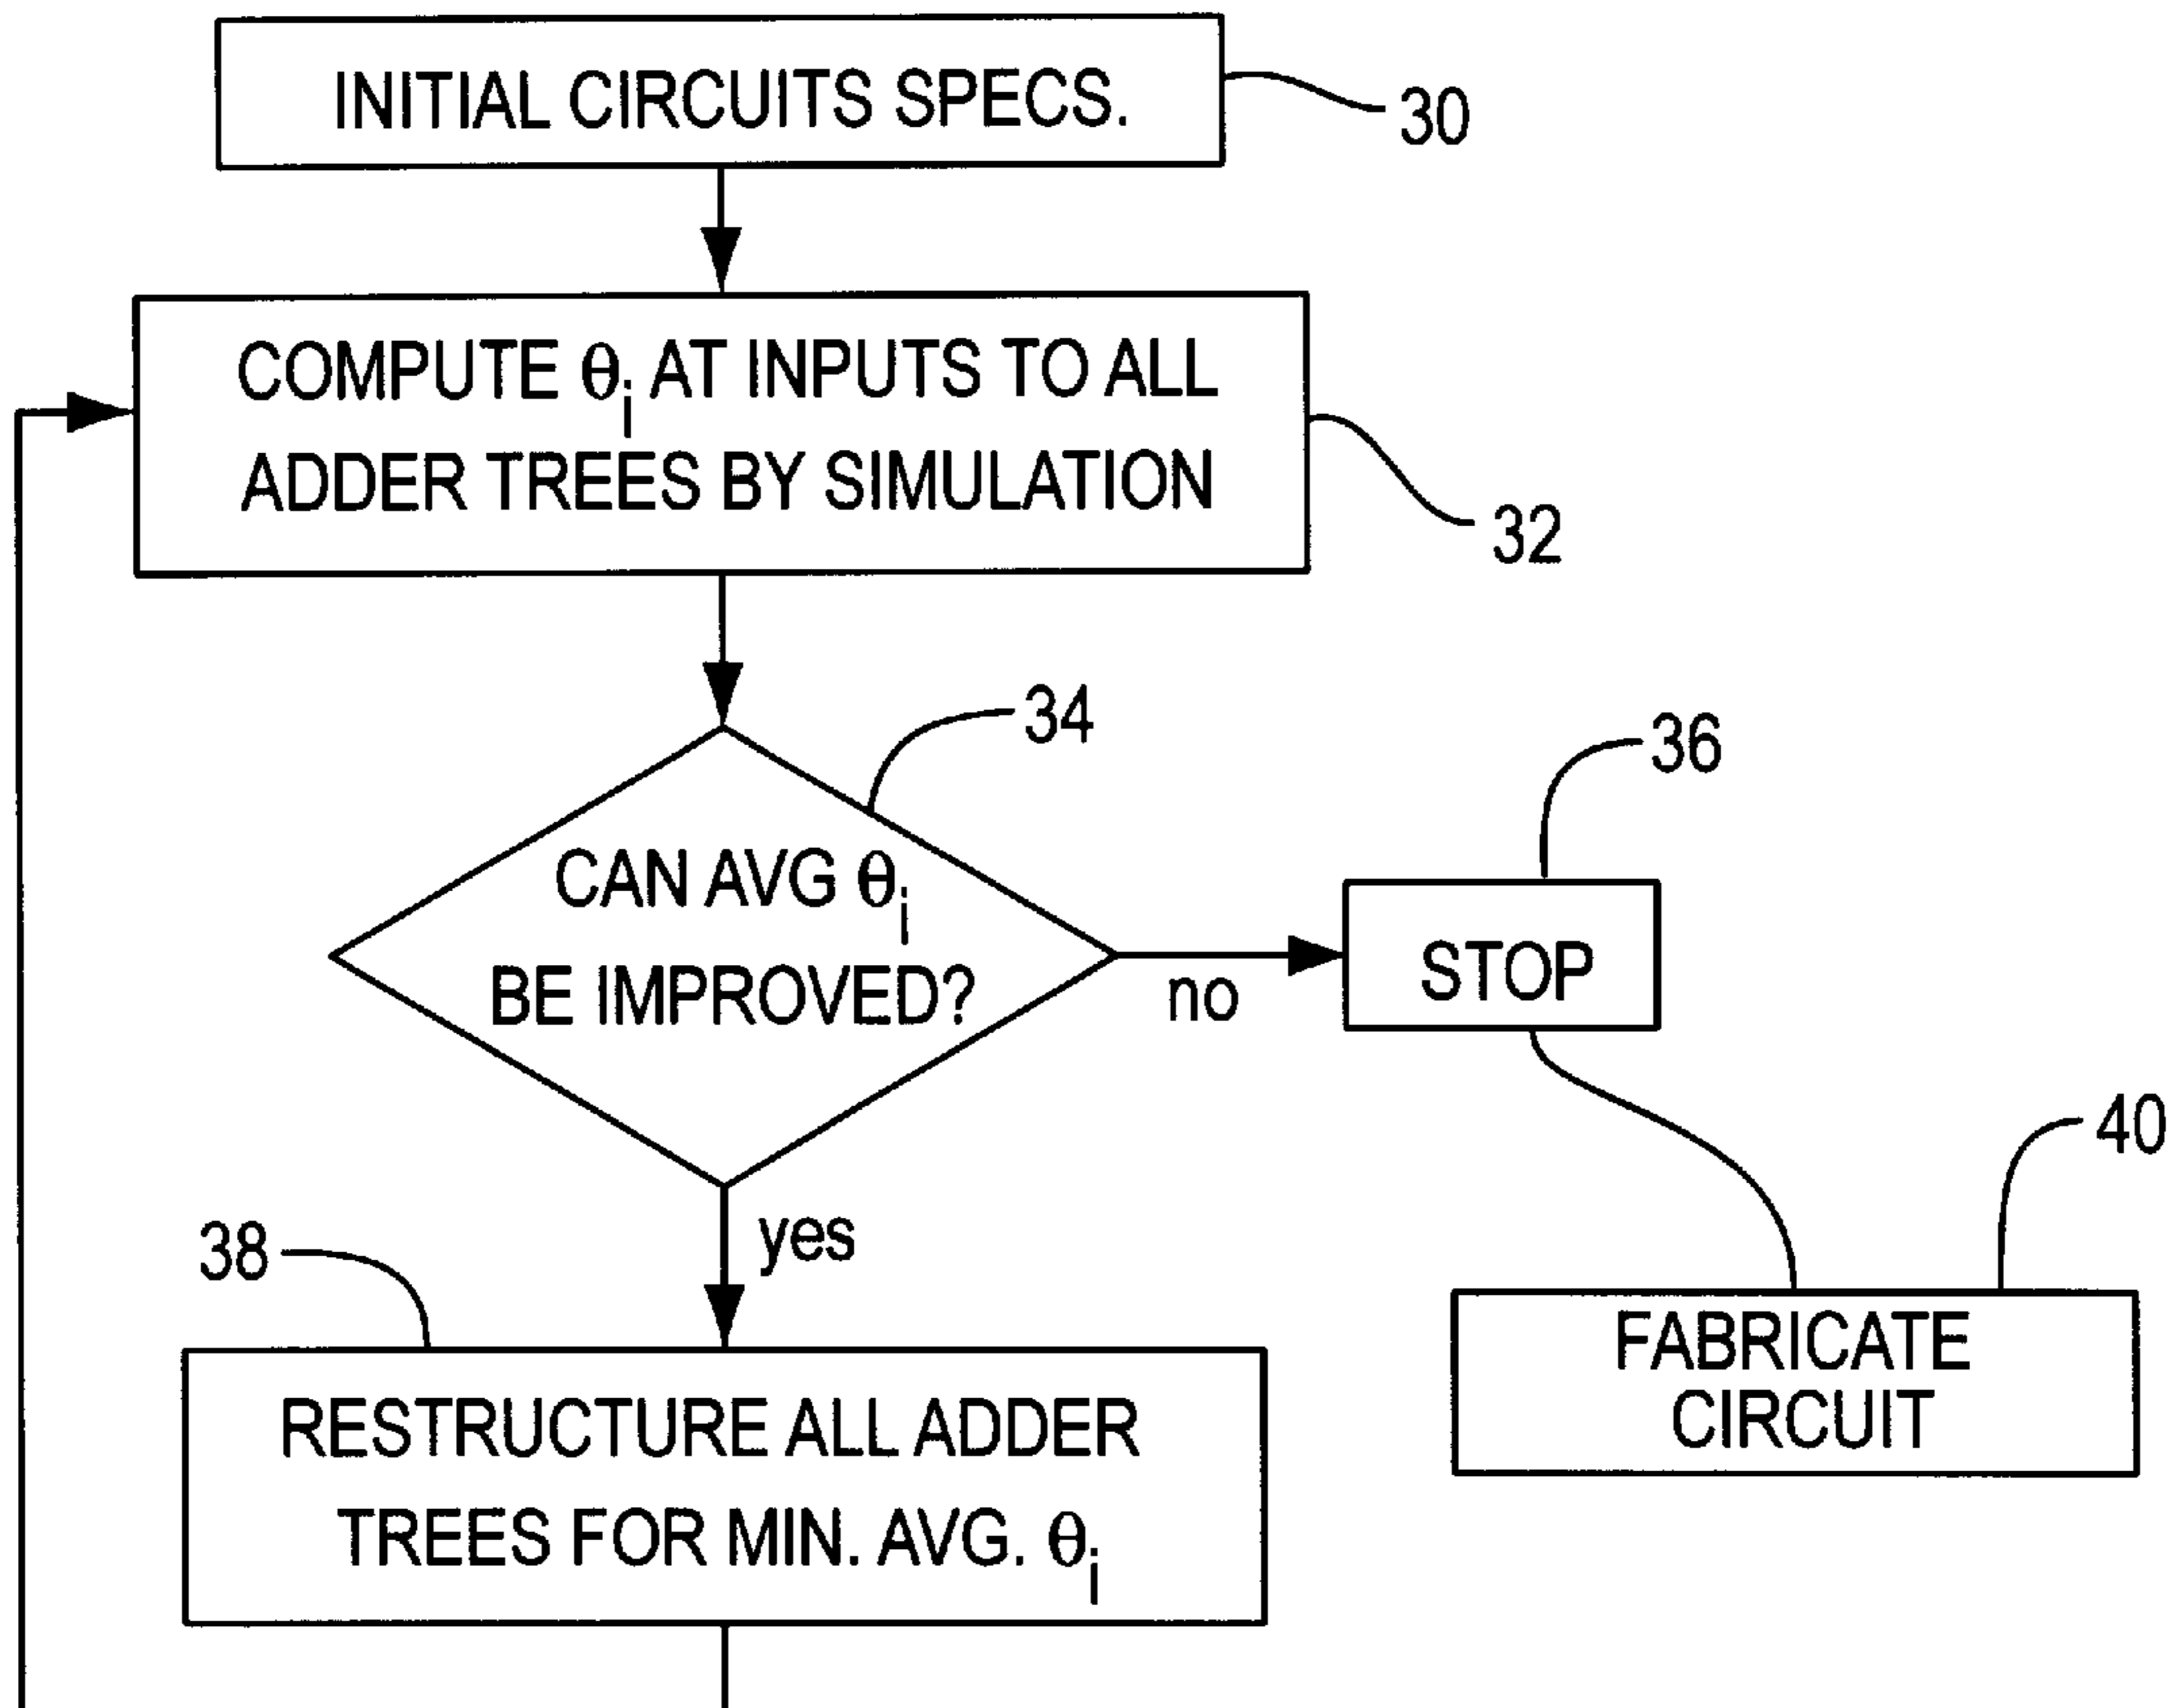 INITIAL CIRCUITS SPECS.
30
COMPUTE θi AT INPUTS TO ALL
ADDER TREES BY SIMULATION
32
34
CAN AVG θi
BE IMPROVED?
no
36
STOP
40
yes
38
FABRICATE
CIRCUIT
RESTRUCTURE ALL ADDER
TREES FOR MIN. AVG. θi